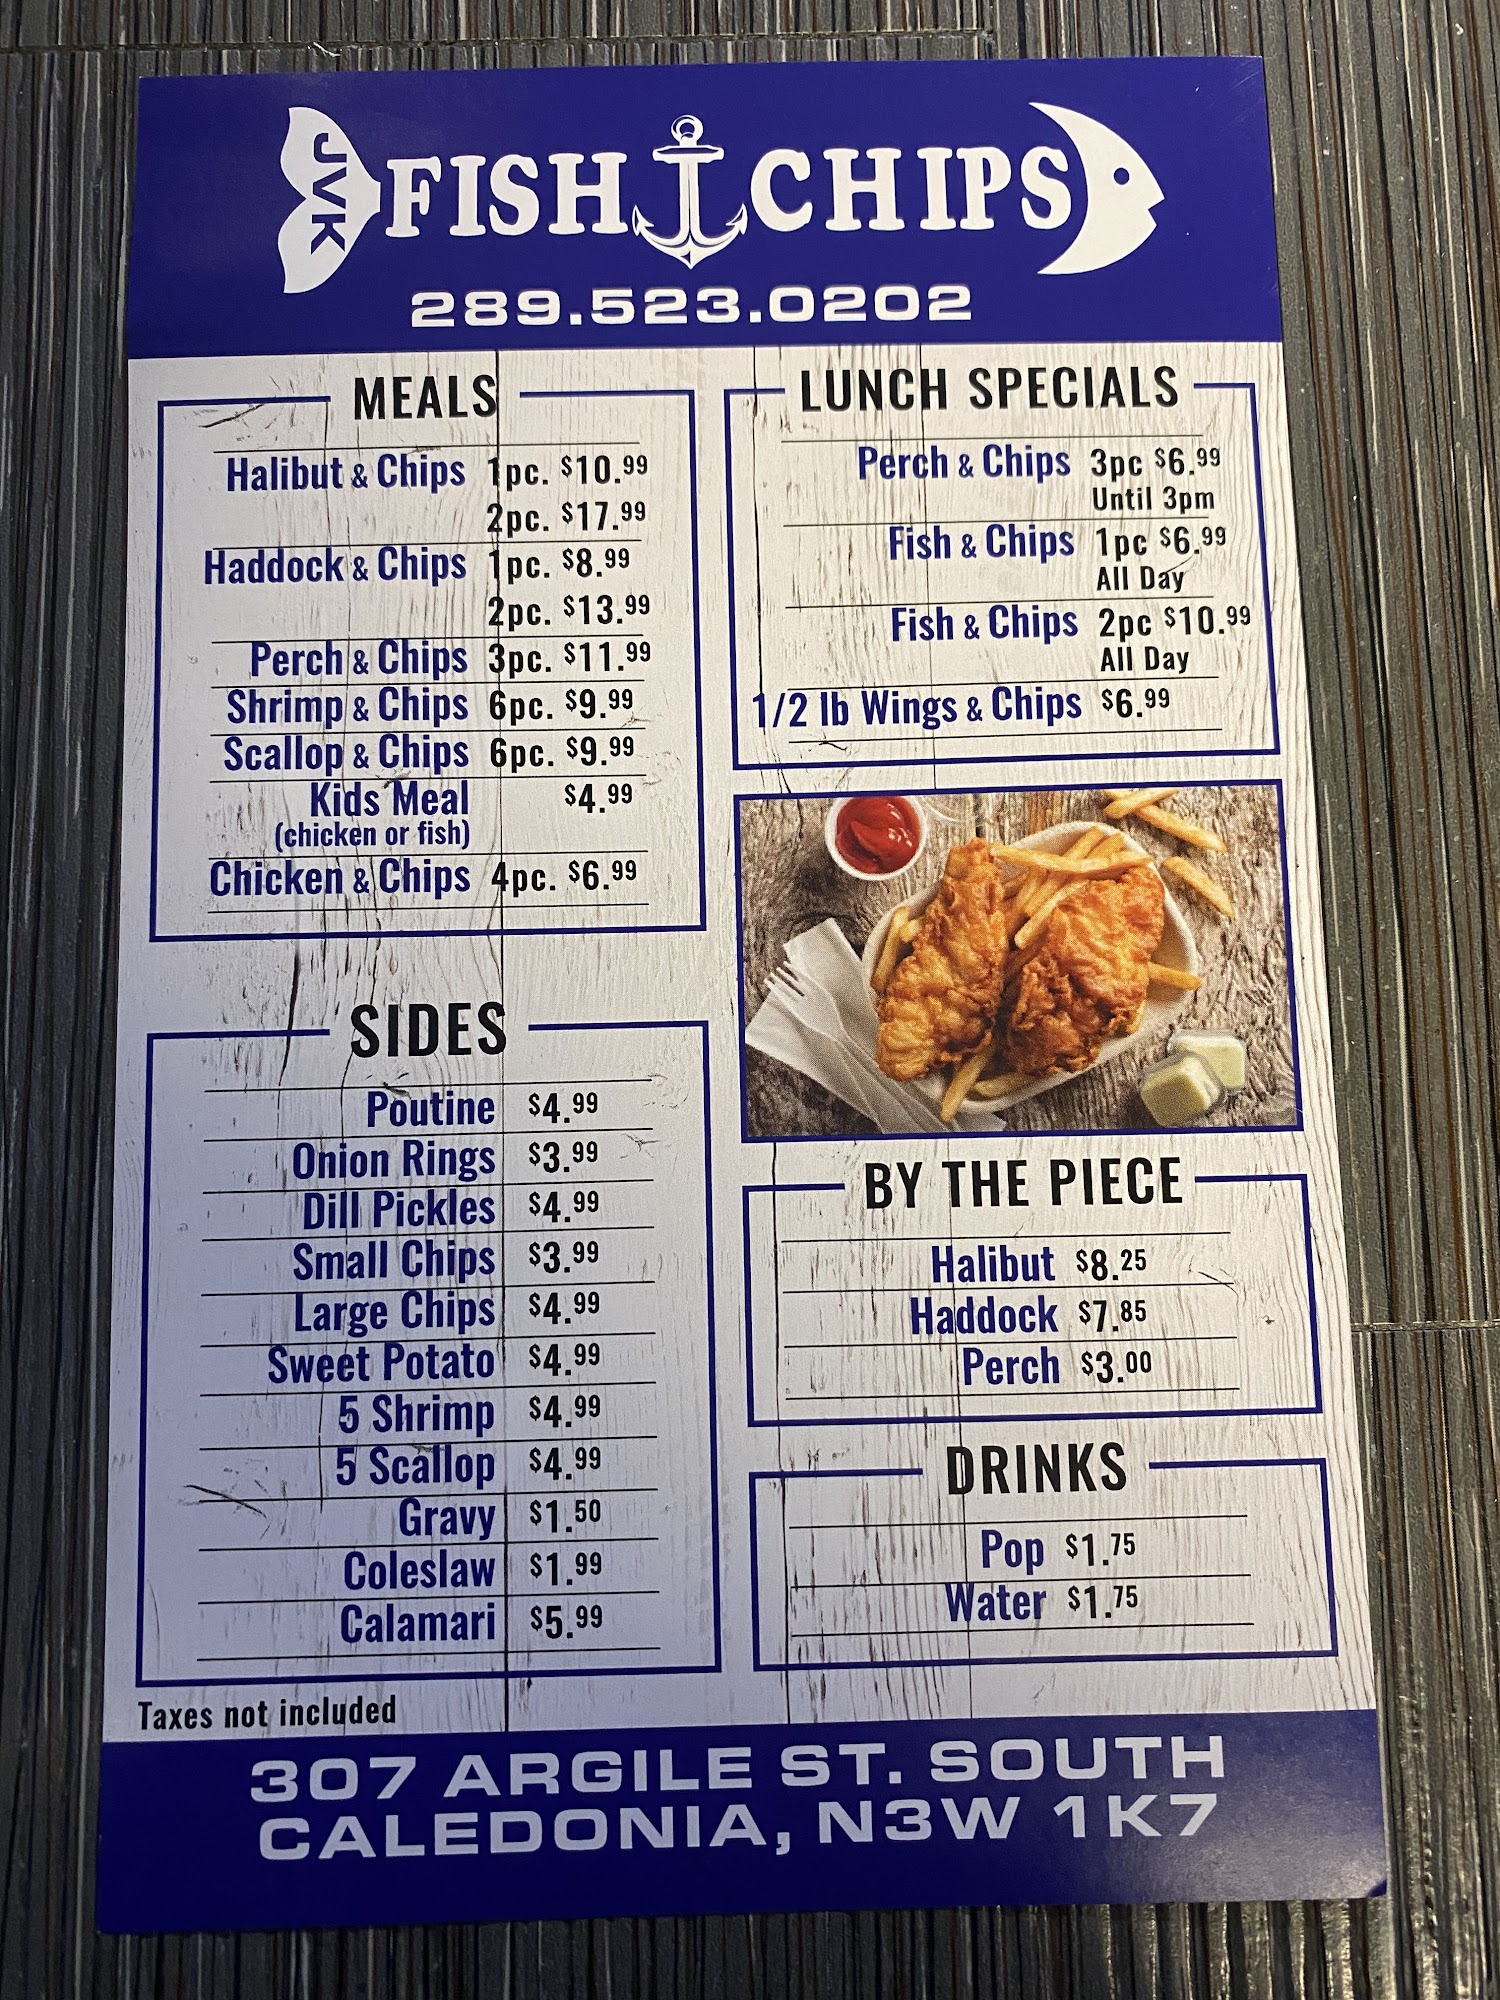 JVK FISH CHIPS
289.523.0202
MEALS
Halibut & Chips 1pc. $10.99
2pc. $17.99
Haddock & Chips 1pc. $8.99
2pc. $13.99
Perch & Chips 3pc. $11.99
Shrimp & Chips 6pc. $9.99
Scallop & Chips 6pc. $9.99
Kids Meal $4.99
(chicken or fish)
Chicken & Chips 4pc. $6.99
SIDES
Poutine $4.99
Onion Rings $3.99
Dill Pickles $4.99
Small Chips $3.99
Large Chips $4.99
Sweet Potato $4.99
5 Shrimp $4.99
5 Scallop $4.99
Gravy $1.50
Coleslaw $1.99
Calamari $5.99
Taxes not included
LUNCH SPECIALS
Perch & Chips 3pc $6.99
Until 3pm
Fish & Chips 1pc $6.99
All Day
Fish & Chips 2pc $10.99
All Day
1/2 lb Wings & Chips $6.99
BY THE PIECE
Halibut $8.25
Haddock $7.85
Perch $3.00
DRINKS
Pop $1.75
Water $1.75
307 ARGILE ST. SOUTH
CALEDONIA, N3W 1K7